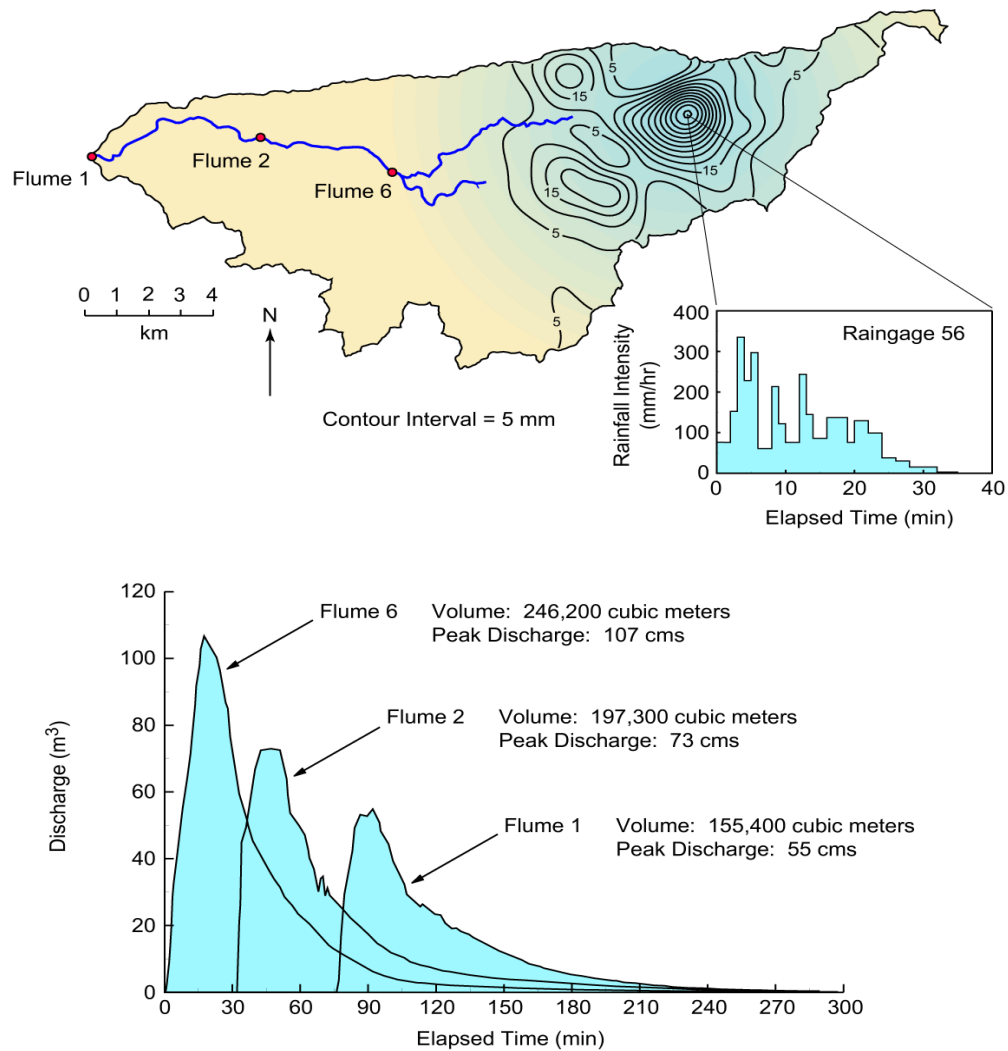 5
5
15
5
15
15
5
5
Flume 1
Flume 2
Flume 6
0 1 2 3 4
km
N
Contour Interval = 5 mm
Raingage 56
Rainfall Intensity
(mm/hr)
400
300
200
100
0
0 10 20 30 40
Elapsed Time (min)
Discharge (m³)
120
100
80
60
40
20
0
Flume 6 Volume: 246,200 cubic meters
Peak Discharge: 107 cms
Flume 2 Volume: 197,300 cubic meters
Peak Discharge: 73 cms
Flume 1 Volume: 155,400 cubic meters
Peak Discharge: 55 cms
0 30 60 90 120 150 180 210 240 270 300
Elapsed Time (min)